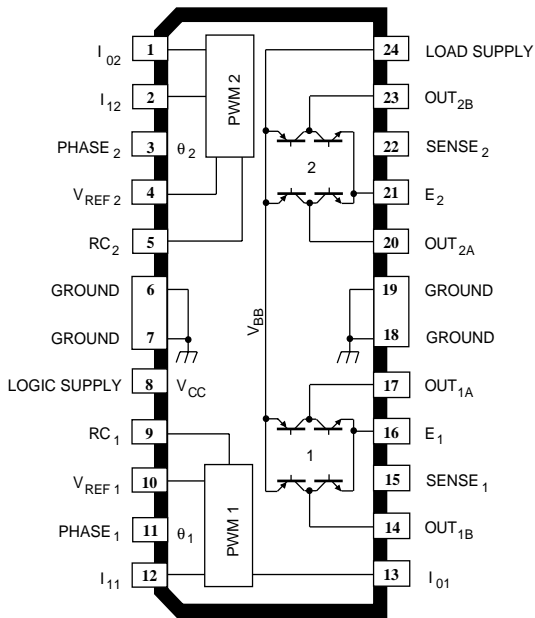 I02 1 24 LOAD SUPPLY
I12 2 PWM 2 23 OUT2B
PHASE2 3 θ2 22 SENSE2
2
VREF 2 4 21 E2
RC2 5 20 OUT2A
GROUND 6 19 GROUND
GROUND 7 VBB 18 GROUND
LOGIC SUPPLY 8 VCC 17 OUT1A
RC1 9 16 E1
1
VREF 1 10 15 SENSE1
PHASE1 11 θ1 PWM 1 14 OUT1B
I11 12 13 I01